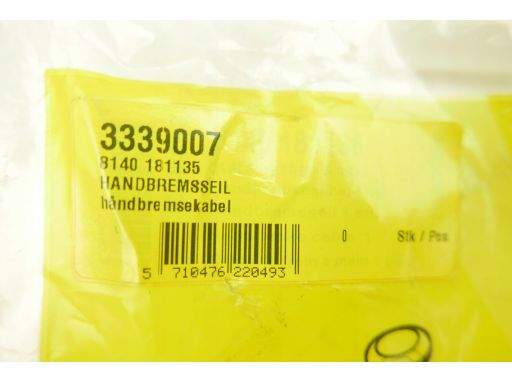 3339007
8140 181135
HANDBREMSSEIL
håndbremsekabel
0 Stk / Pcs
5 710476 220493